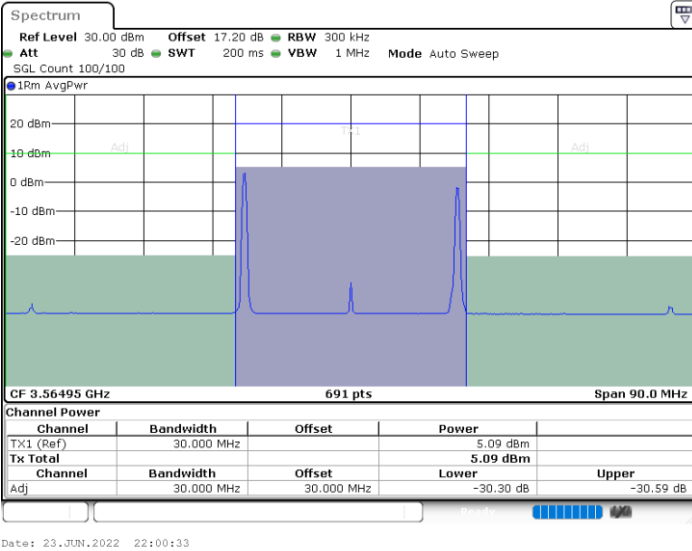 Spectrum
Ref Level 30.00 dBm Offset 17.20 dB RBW 300 kHz
Att 30 dB SWT 200 ms VBW 1 MHz Mode Auto Sweep
SGL Count 100/100
1Rm AvgPwr
20 dBm
TX1
Adj Adj
10 dBm
0 dBm
-10 dBm
-20 dBm
CF 3.56495 GHz 691 pts Span 90.0 MHz
Channel Power
Channel Bandwidth Offset Power
TX1 (Ref) 30.000 MHz 5.09 dBm
Tx Total 5.09 dBm
Channel Bandwidth Offset Lower Upper
Adj 30.000 MHz 30.000 MHz -30.30 dB -30.59 dB
Ready
Date: 23.JUN.2022 22:00:33